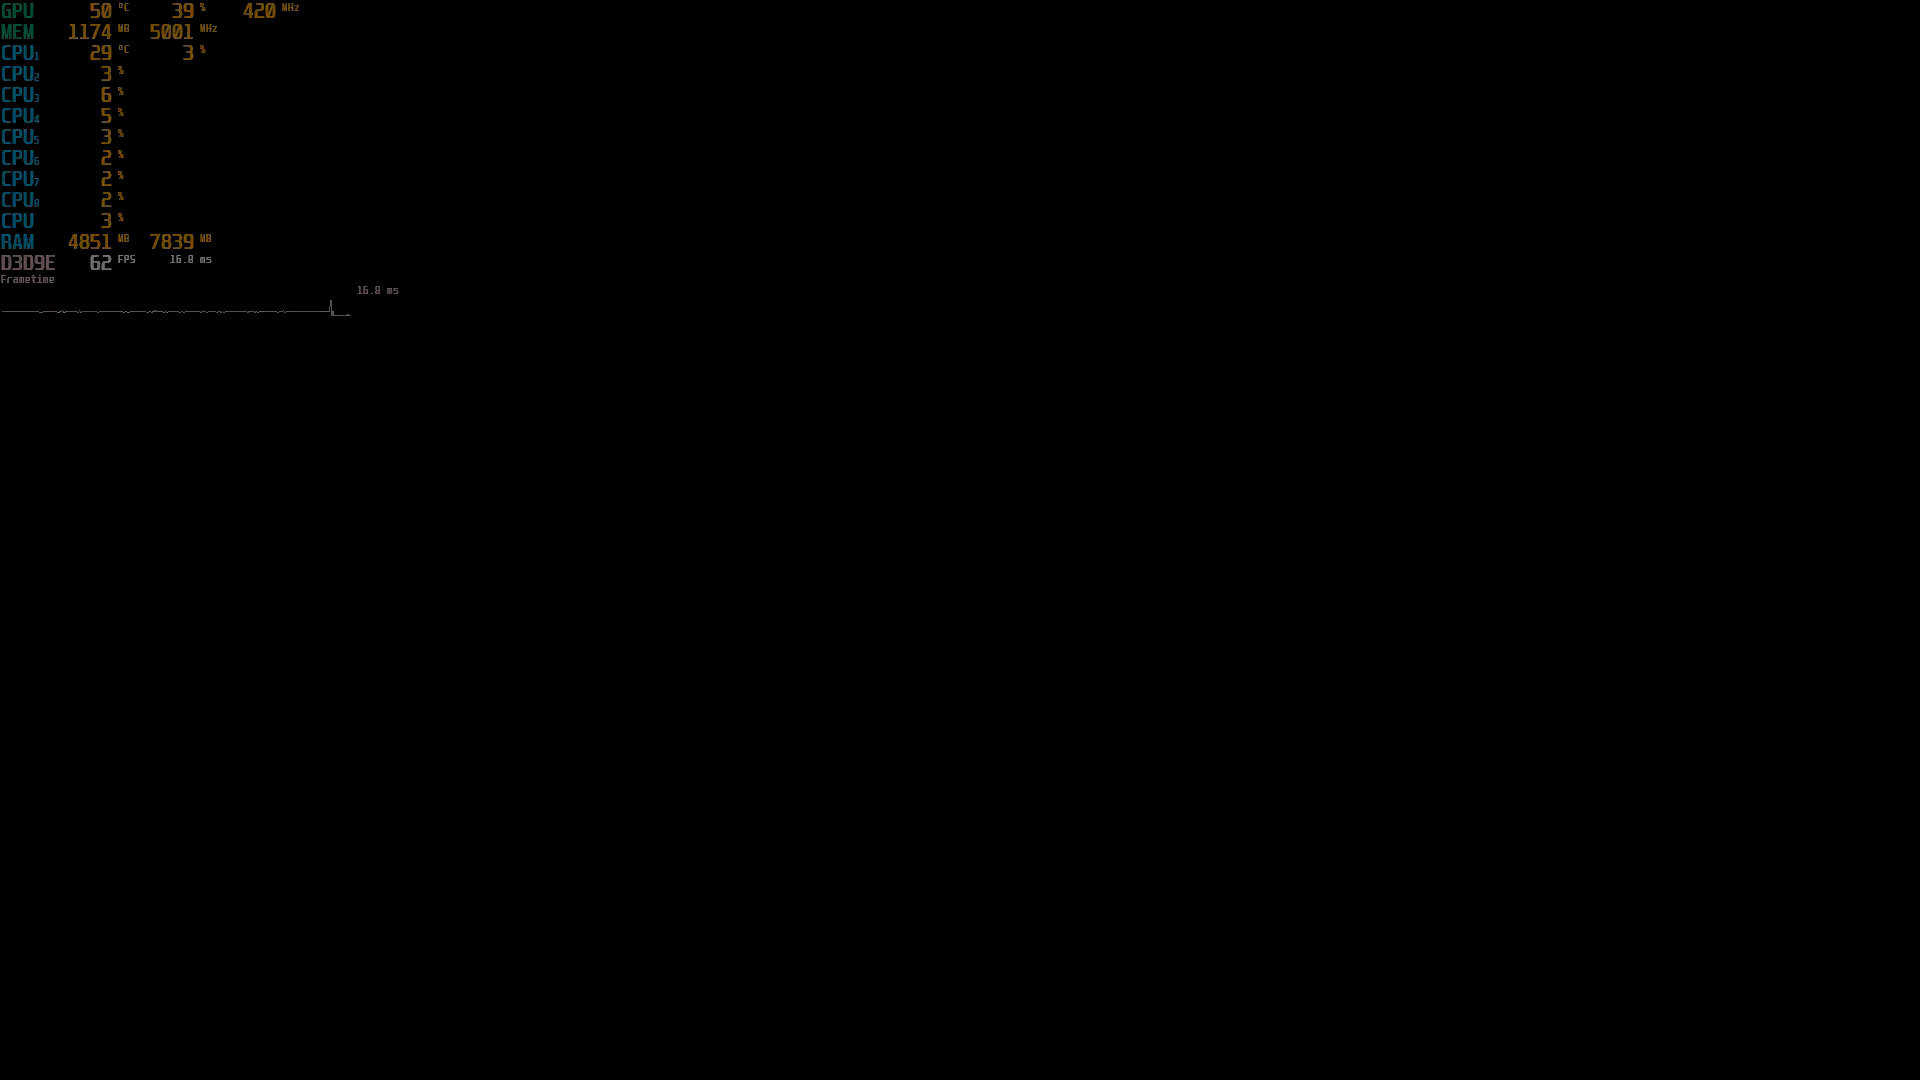 GPU 50 °C 39 % 420 MHz
MEM 1174 MB 5001 MHz
CPU1 29 °C 3 %
CPU2 3 %
CPU3 6 %
CPU4 5 %
CPU5 3 %
CPU6 2 %
CPU7 2 %
CPU8 2 %
CPU 3 %
RAM 4851 MB 7839 MB
D3D9E 62 FPS 16.8 ms
Frametime
16.8 ms